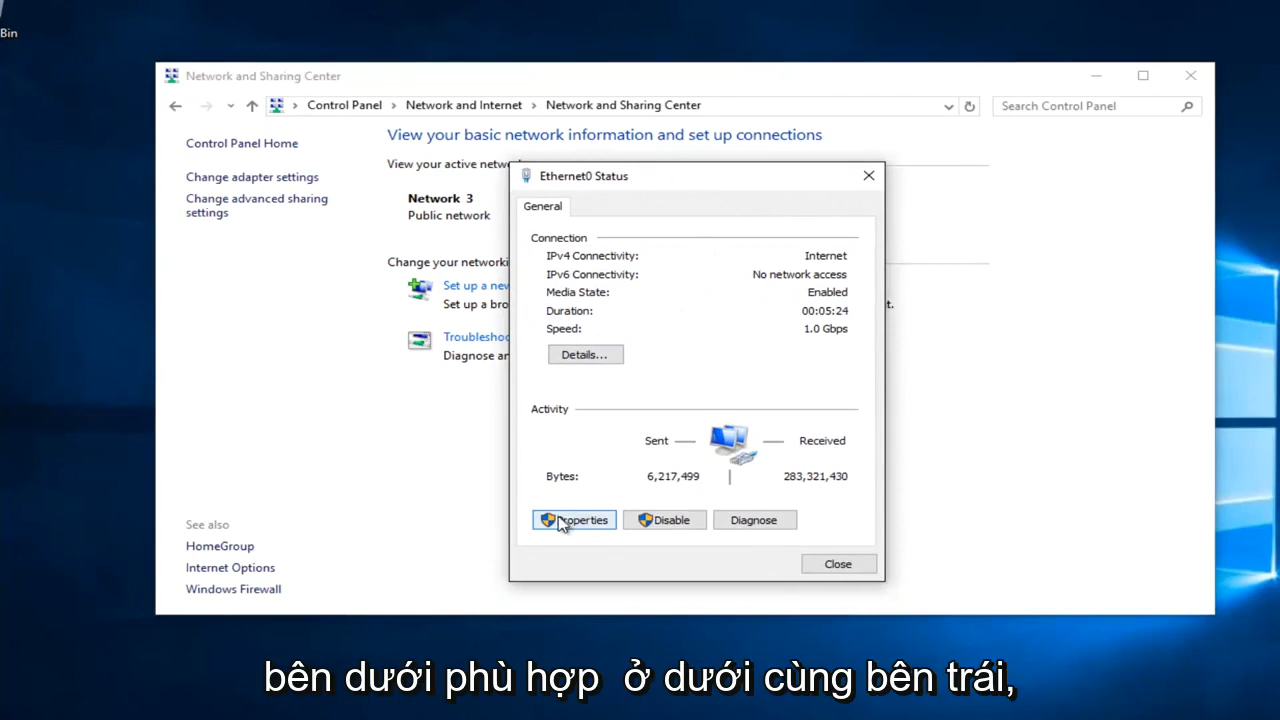 Bin
Network and Sharing Center
Control Panel > Network and Internet > Network and Sharing Center
Search Control Panel
Control Panel Home
Change adapter settings
Change advanced sharing
settings
View your basic network information and set up connections
View your active netwo
Network 3
Public network
Change your networki
Set up a new
Set up a bro
t.
Troubleshoo
Diagnose an
See also
HomeGroup
Internet Options
Windows Firewall
Ethernet0 Status
General
Connection
IPv4 Connectivity: Internet
IPv6 Connectivity: No network access
Media State: Enabled
Duration: 00:05:24
Speed: 1.0 Gbps
Details...
Activity
Sent Received
Bytes: 6,217,499 283,321,430
Properties Disable Diagnose
Close
bên dưới phù hợp ở dưới cùng bên trái,